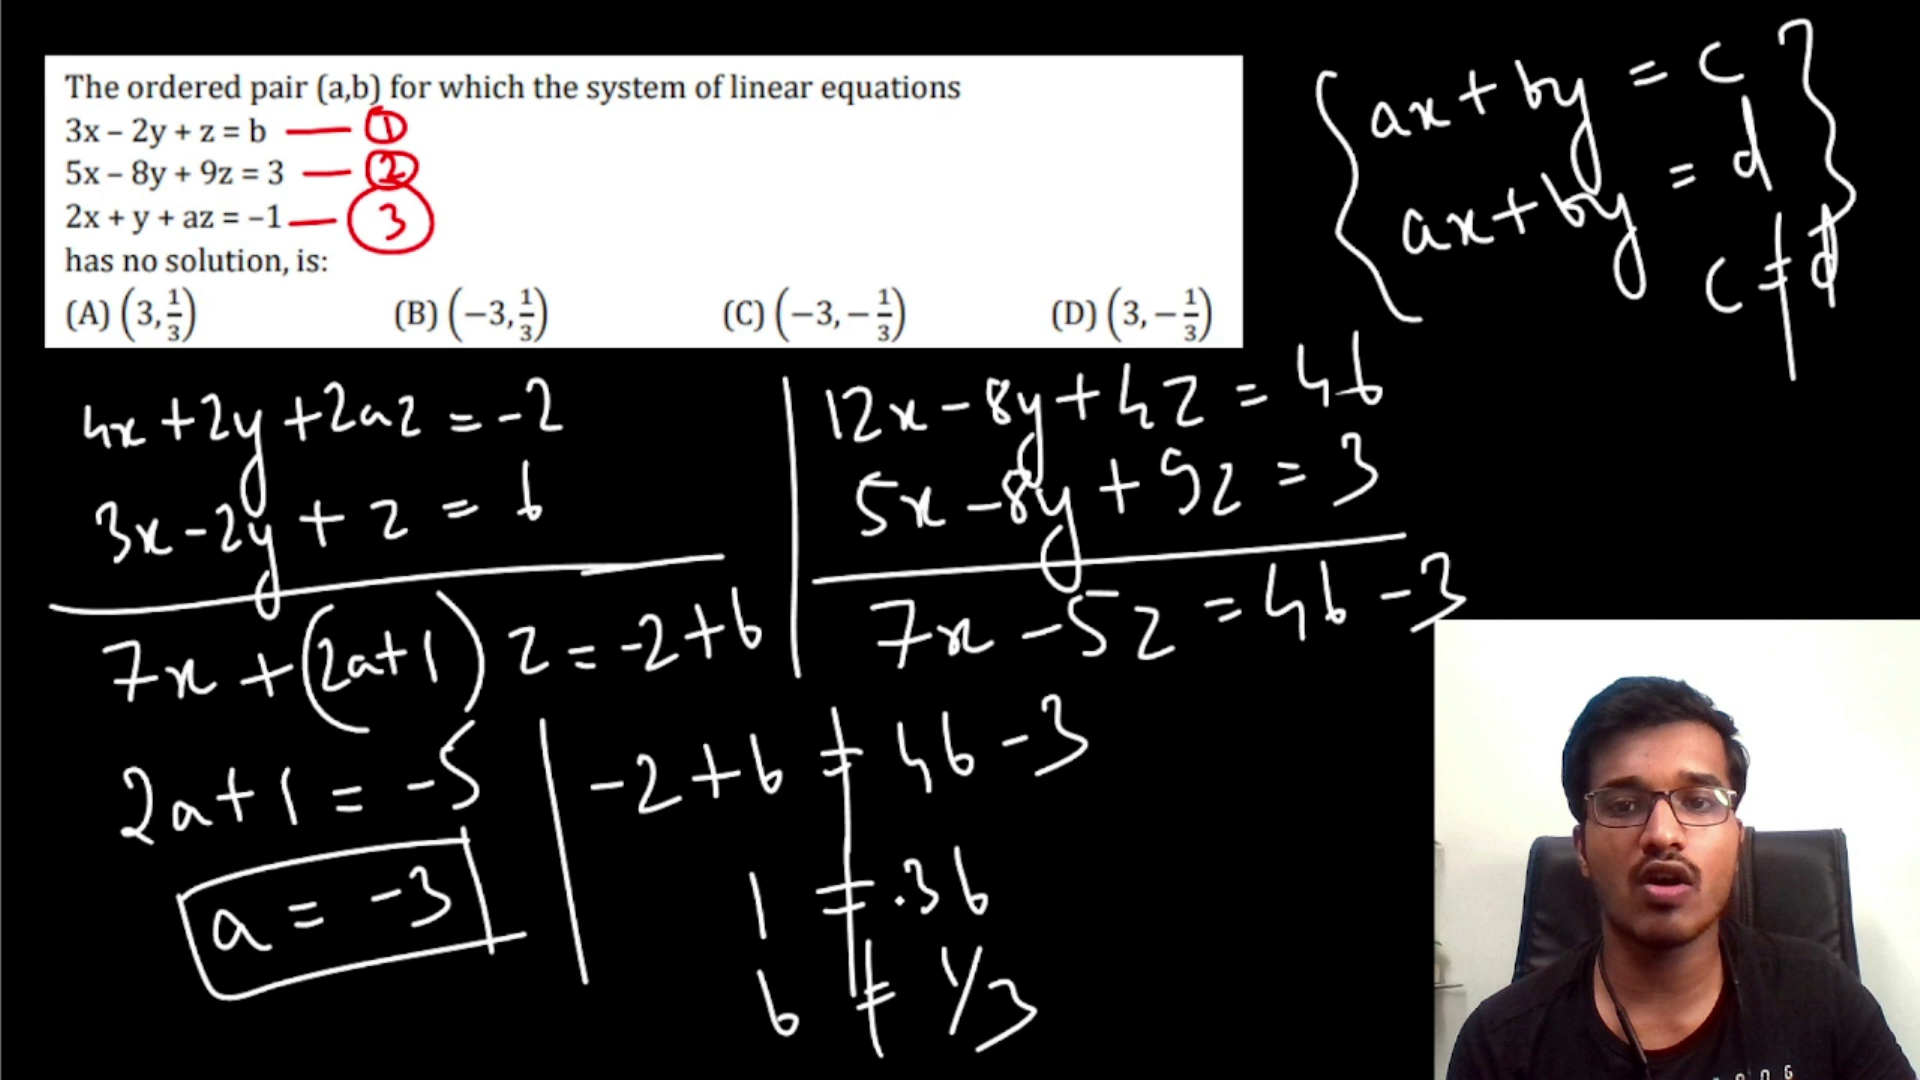 The ordered pair (a,b) for which the system of linear equations
3x – 2y + z = b — ①
5x – 8y + 9z = 3 — ②
2x + y + az = –1 — ③
has no solution, is:
(A) (3, 1/3) (B) (−3, 1/3) (C) (−3, −1/3) (D) (3, −1/3)
{ax + by = c
ax + by = d}
c ≠ d
4x + 2y + 2az = -2
3x - 2y + z = b
7x + (2a+1) z = -2+b
12x - 8y + 4z = 4b
5x - 8y + 9z = 3
7x - 5z = 4b - 3
2a + 1 = -5
a = -3
-2+b ≠ 4b - 3
1 ≠ 3b
b ≠ 1/3